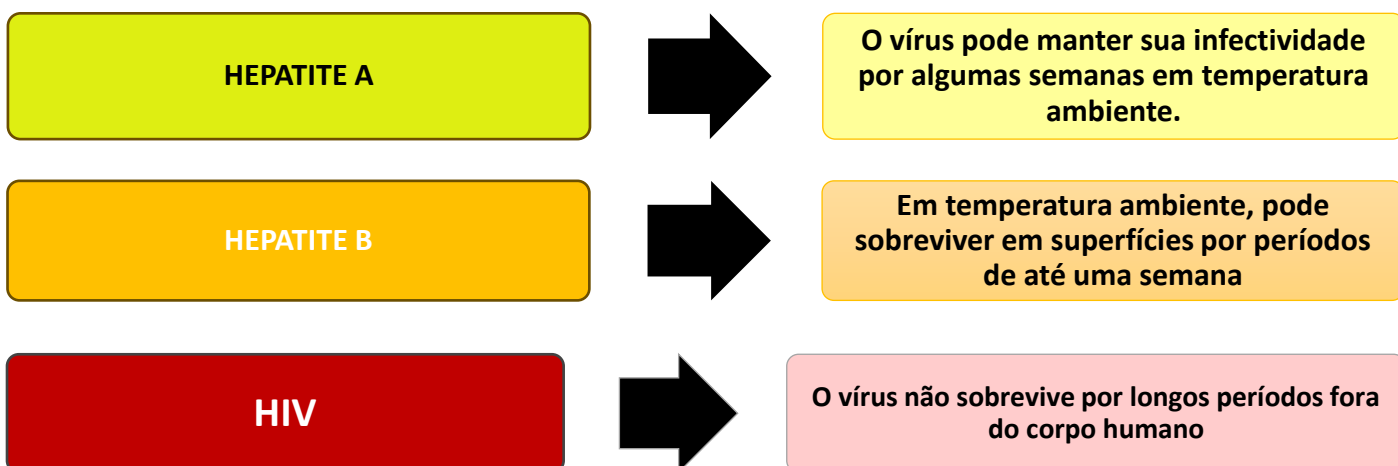 HEPATITE A
O vírus pode manter sua infectividade
por algumas semanas em temperatura
ambiente.
HEPATITE B
Em temperatura ambiente, pode
sobreviver em superfícies por períodos
de até uma semana
HIV
O vírus não sobrevive por longos períodos fora
do corpo humano